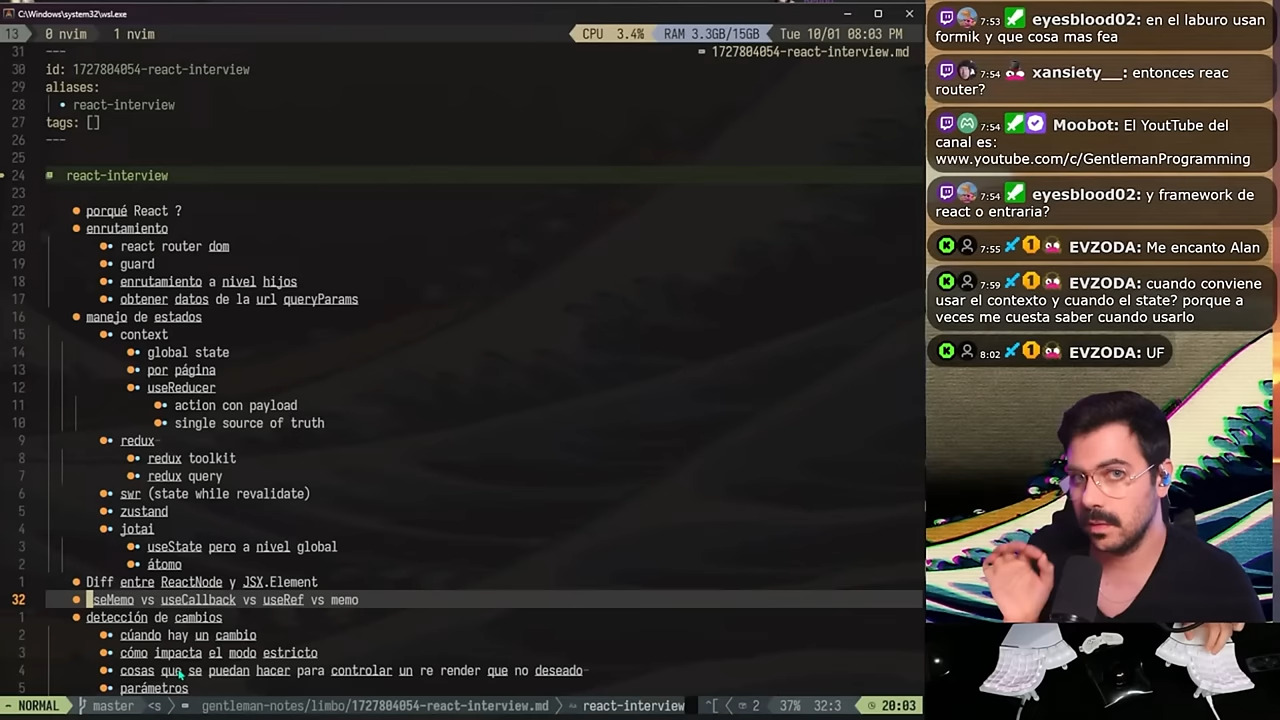 C:\Windows\system32\wsl.exe
13 0 nvim 1 nvim CPU 3.4% RAM 3.3GB/15GB Tue 10/01 08:03 PM
31 --- 1727804054-react-interview.md
30 id: 1727804054-react-interview
29 aliases:
28 • react-interview
27 tags: []
26 ---
25
24 react-interview
23
22 porqué React ?
21 enrutamiento
20 react router dom
19 guard
18 enrutamiento a nivel hijos
17 obtener datos de la url queryParams
16 manejo de estados
15 context
14 global state
13 por página
12 useReducer
11 action con payload
10 single source of truth
9 redux
8 redux toolkit
7 redux query
6 swr (state while revalidate)
5 zustand
4 jotai
3 useState pero a nivel global
2 átomo
1 Diff entre ReactNode y JSX.Element
32 useMemo vs useCallback vs useRef vs memo
1 detección de cambios
2 cúando hay un cambio
3 cómo impacta el modo estricto
4 cosas que se puedan hacer para controlar un re render que no deseado
5 parámetros
- NORMAL master <s> gentleman-notes/limbo/1727804054-react-interview.md react-interview ^[ 2 37% 32:3 20:03
7:53 eyesblood02: en el laburo usan
formik y que cosa mas fea
7:54 xansiety__: entonces reac
router?
7:54 Moobot: El YouTube del
canal es:
www.youtube.com/c/GentlemanProgramming
7:54 eyesblood02: y framework de
react o entraria?
7:55 EVZODA: Me encanto Alan
7:59 EVZODA: cuando conviene
usar el contexto y cuando el state? porque a
veces me cuesta saber cuando usarlo
8:02 EVZODA: UF